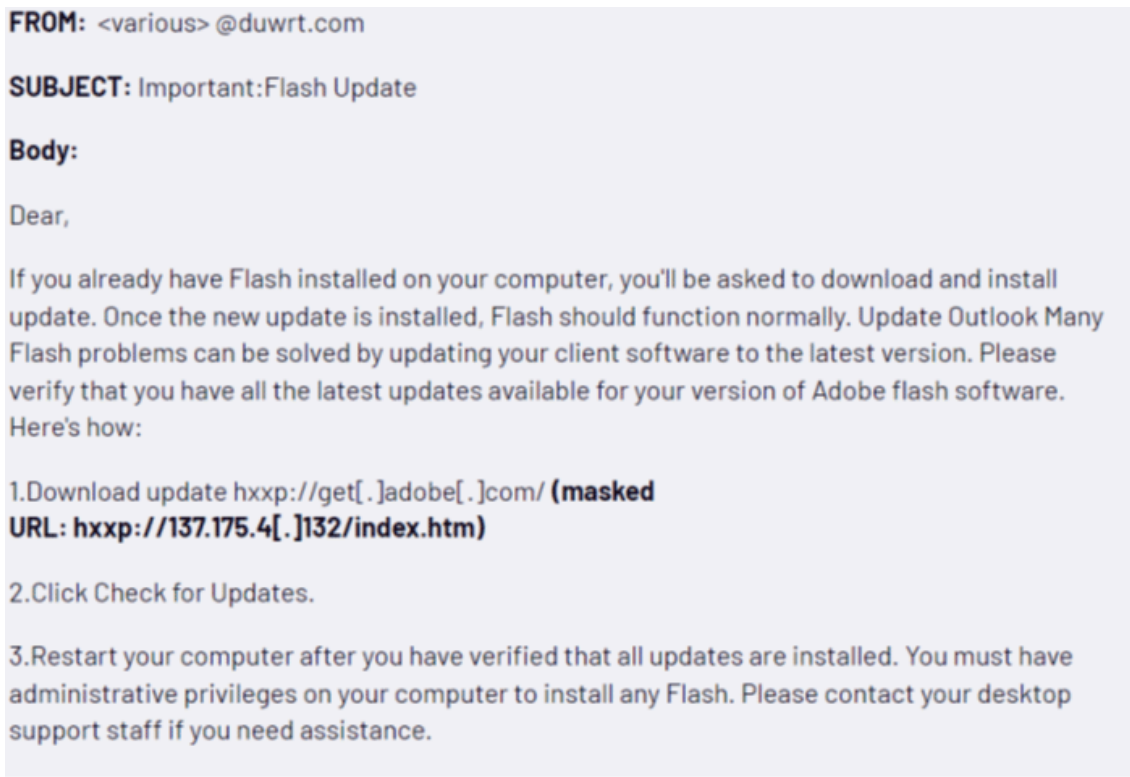 FROM: <various> @duwrt.com
SUBJECT: Important:Flash Update
Body:
Dear,
If you already have Flash installed on your computer, you'll be asked to download and install
update. Once the new update is installed, Flash should function normally. Update Outlook Many
Flash problems can be solved by updating your client software to the latest version. Please
verify that you have all the latest updates available for your version of Adobe flash software.
Here's how:
1.Download update hxxp://get[.]adobe[.]com/ (masked
URL: hxxp://137.175.4[.]132/index.htm)
2.Click Check for Updates.
3.Restart your computer after you have verified that all updates are installed. You must have
administrative privileges on your computer to install any Flash. Please contact your desktop
support staff if you need assistance.